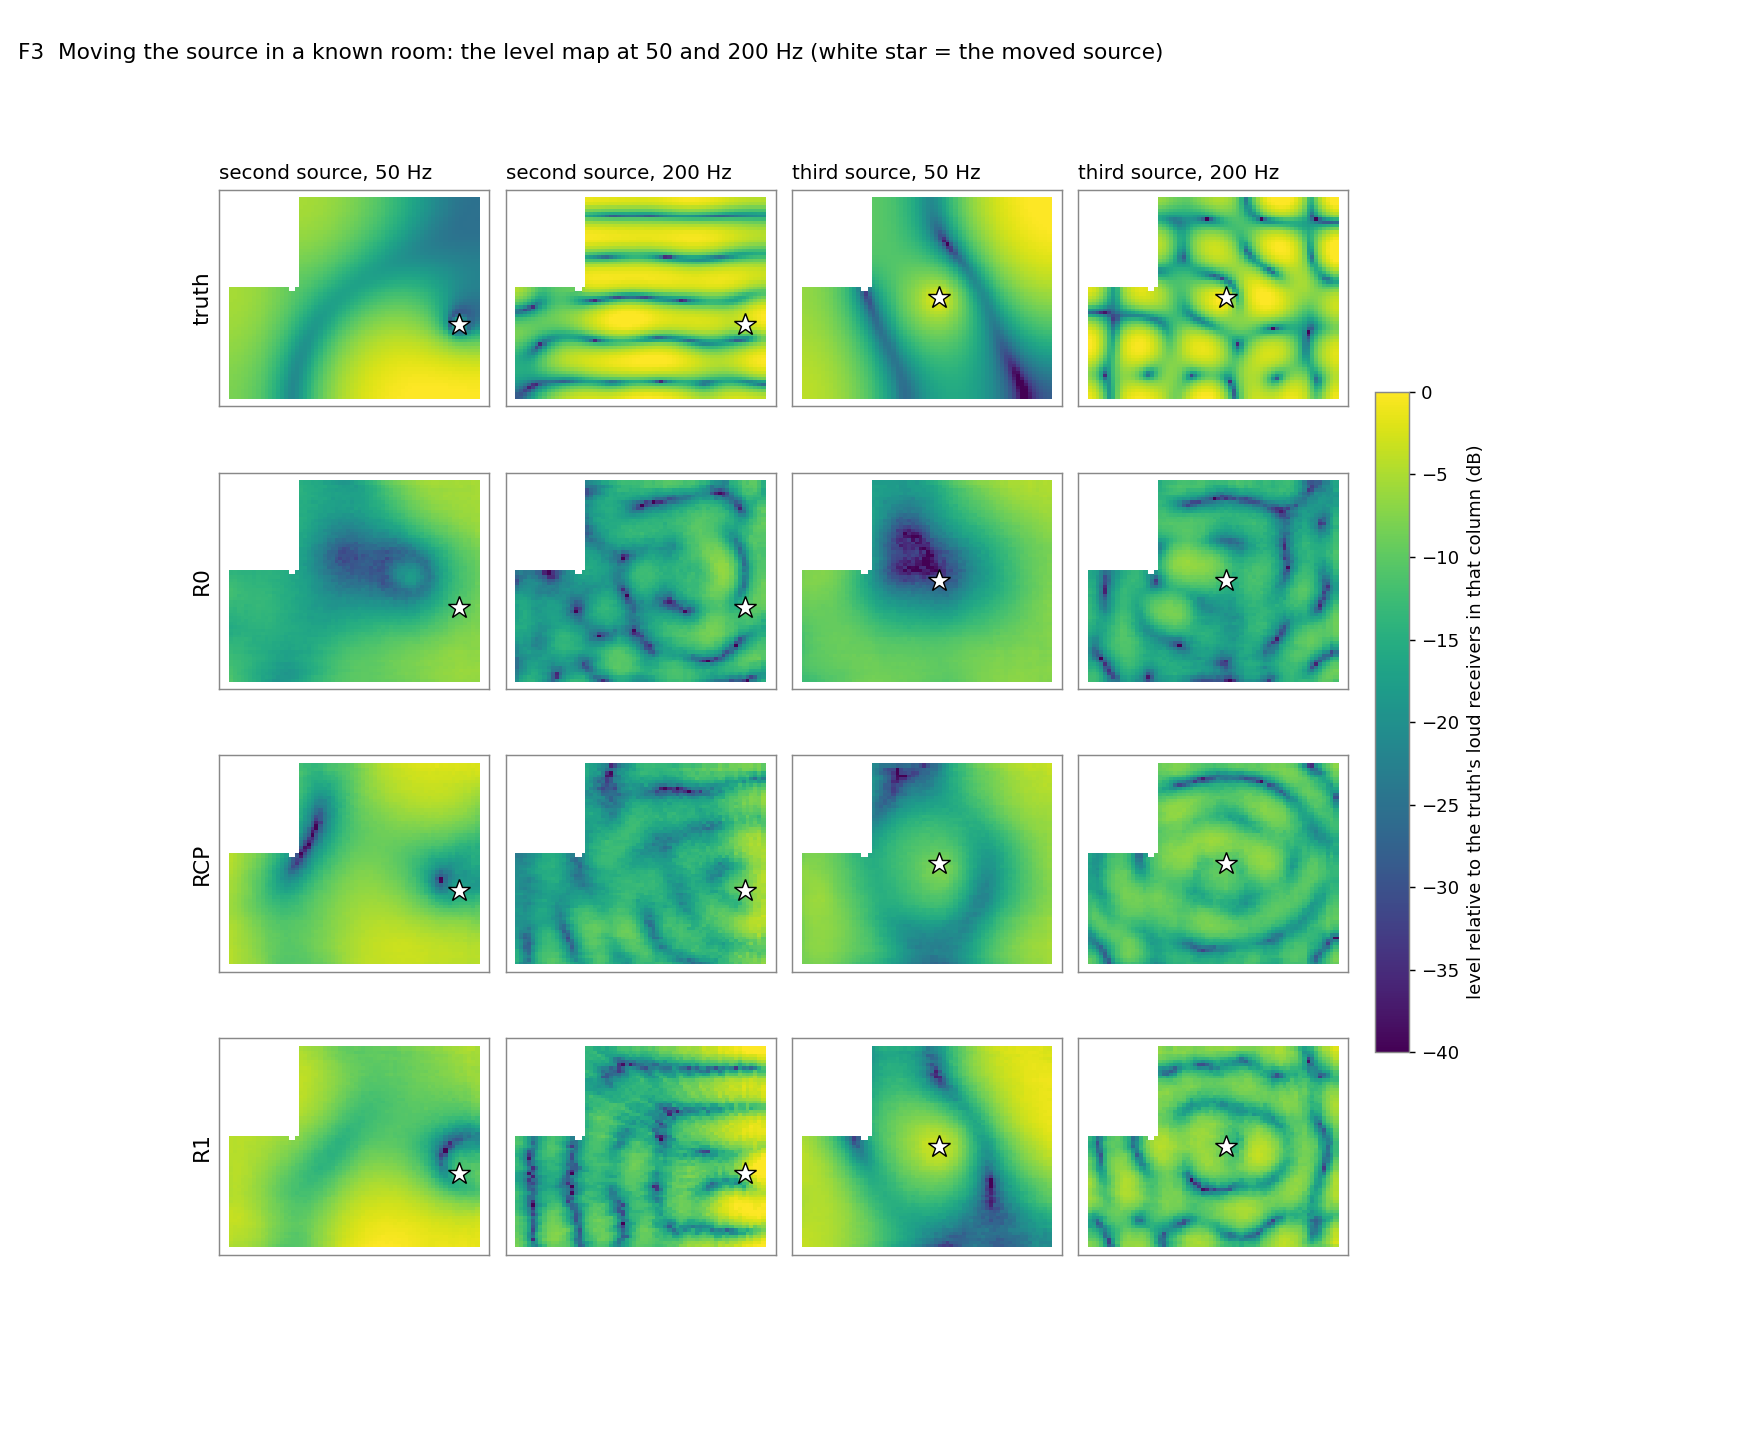 F3  Moving the source in a known room: the level map at 50 and 200 Hz (white star = the moved source)
second source, 50 Hz
second source, 200 Hz
third source, 50 Hz
third source, 200 Hz
truth
R0
RCP
R1
0
−5
−10
−15
−20
−25
−30
−35
−40
level relative to the truth's loud receivers in that column (dB)